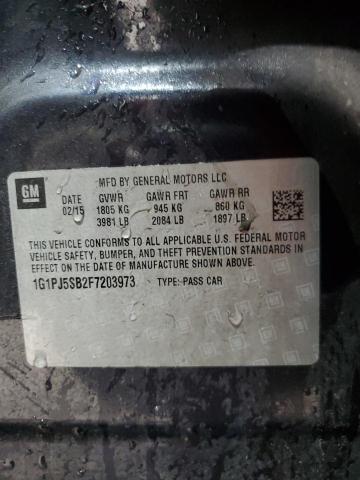 GM
MFD BY GENERAL MOTORS LLC
DATE GVWR GAWR FRT GAWR RR
02/15 1805 KG 945 KG 860 KG
3981 LB 2084 LB 1897 LB
THIS VEHICLE CONFORMS TO ALL APPLICABLE U.S. FEDERAL MOTOR
VEHICLE SAFETY, BUMPER, AND THEFT PREVENTION STANDARDS IN
EFFECT ON THE DATE OF MANUFACTURE SHOWN ABOVE.
1G1PJ5SB2F7203973 TYPE: PASS CAR